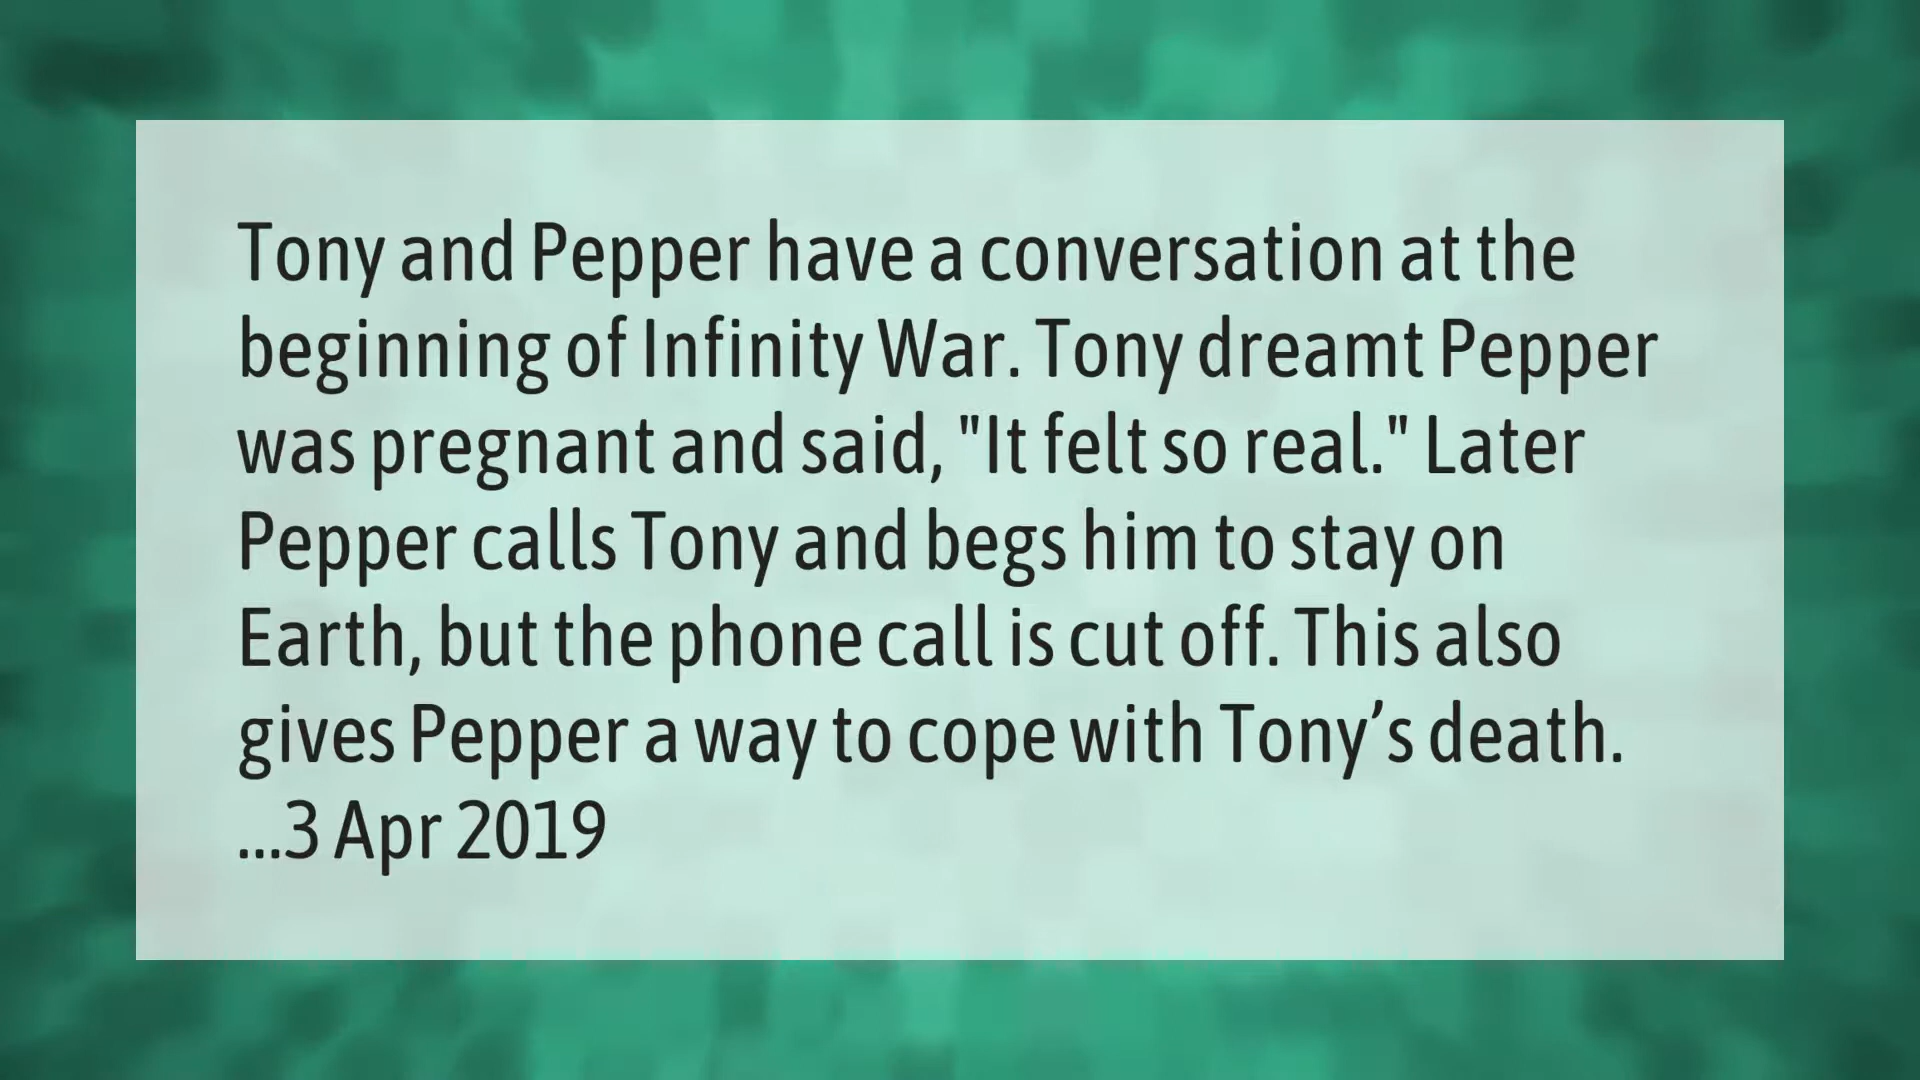 Tony and Pepper have a conversation at the
beginning of Infinity War. Tony dreamt Pepper
was pregnant and said, "It felt so real." Later
Pepper calls Tony and begs him to stay on
Earth, but the phone call is cut off. This also
gives Pepper a way to cope with Tony’s death.
...3 Apr 2019